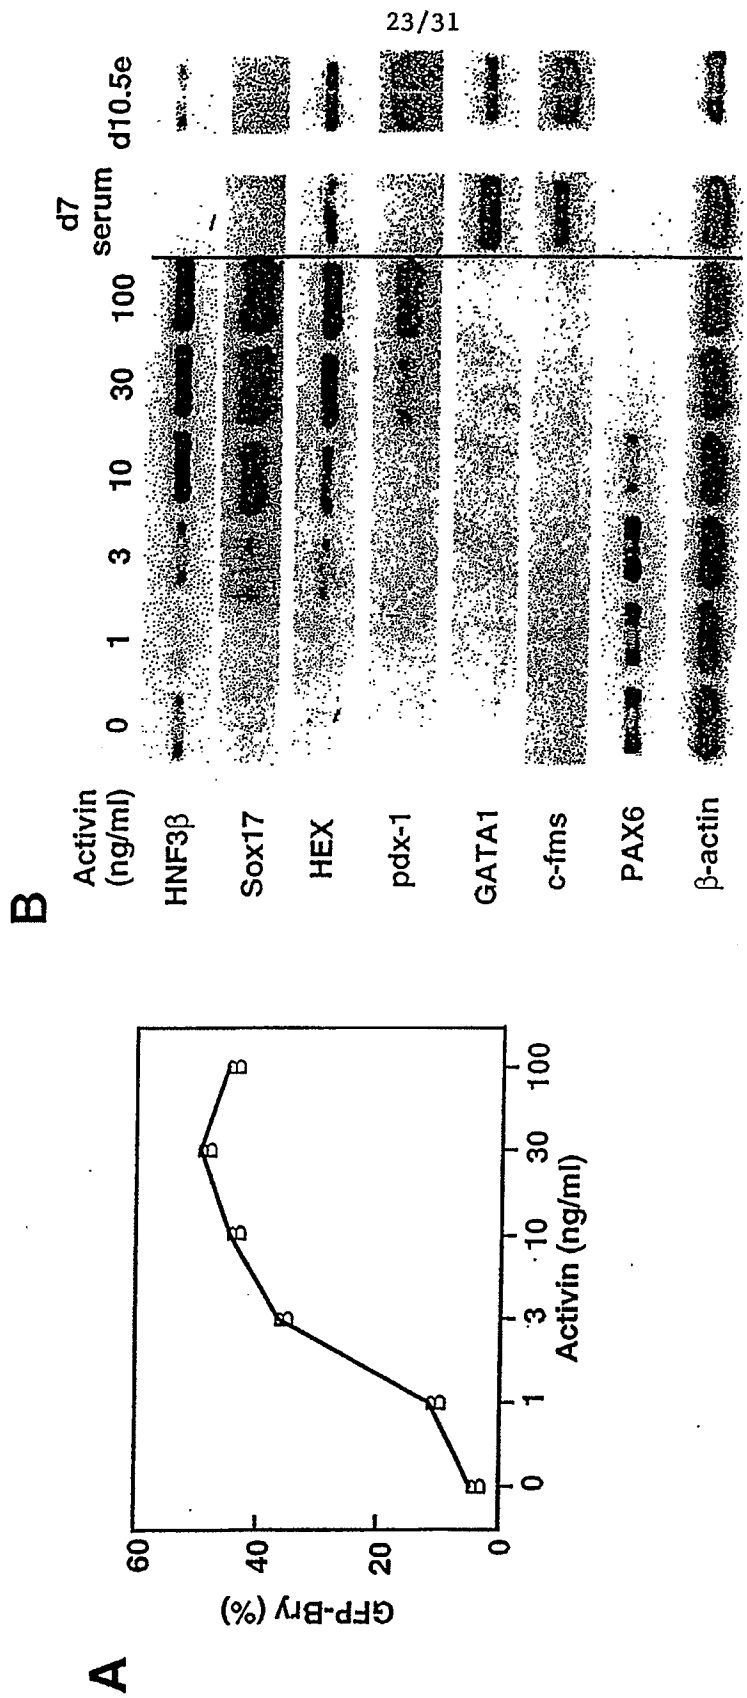 23/31
A
GFP-Bry (%)
60
40
20
0
B
B
B
B
B
B
0 1 3 10 30 100
Activin (ng/ml)
B
Activin
(ng/ml)
0 1 3 10 30 100
d7
serum
d10.5e
HNF3β
Sox17
HEX
pdx-1
GATA1
c-fms
PAX6
β-actin